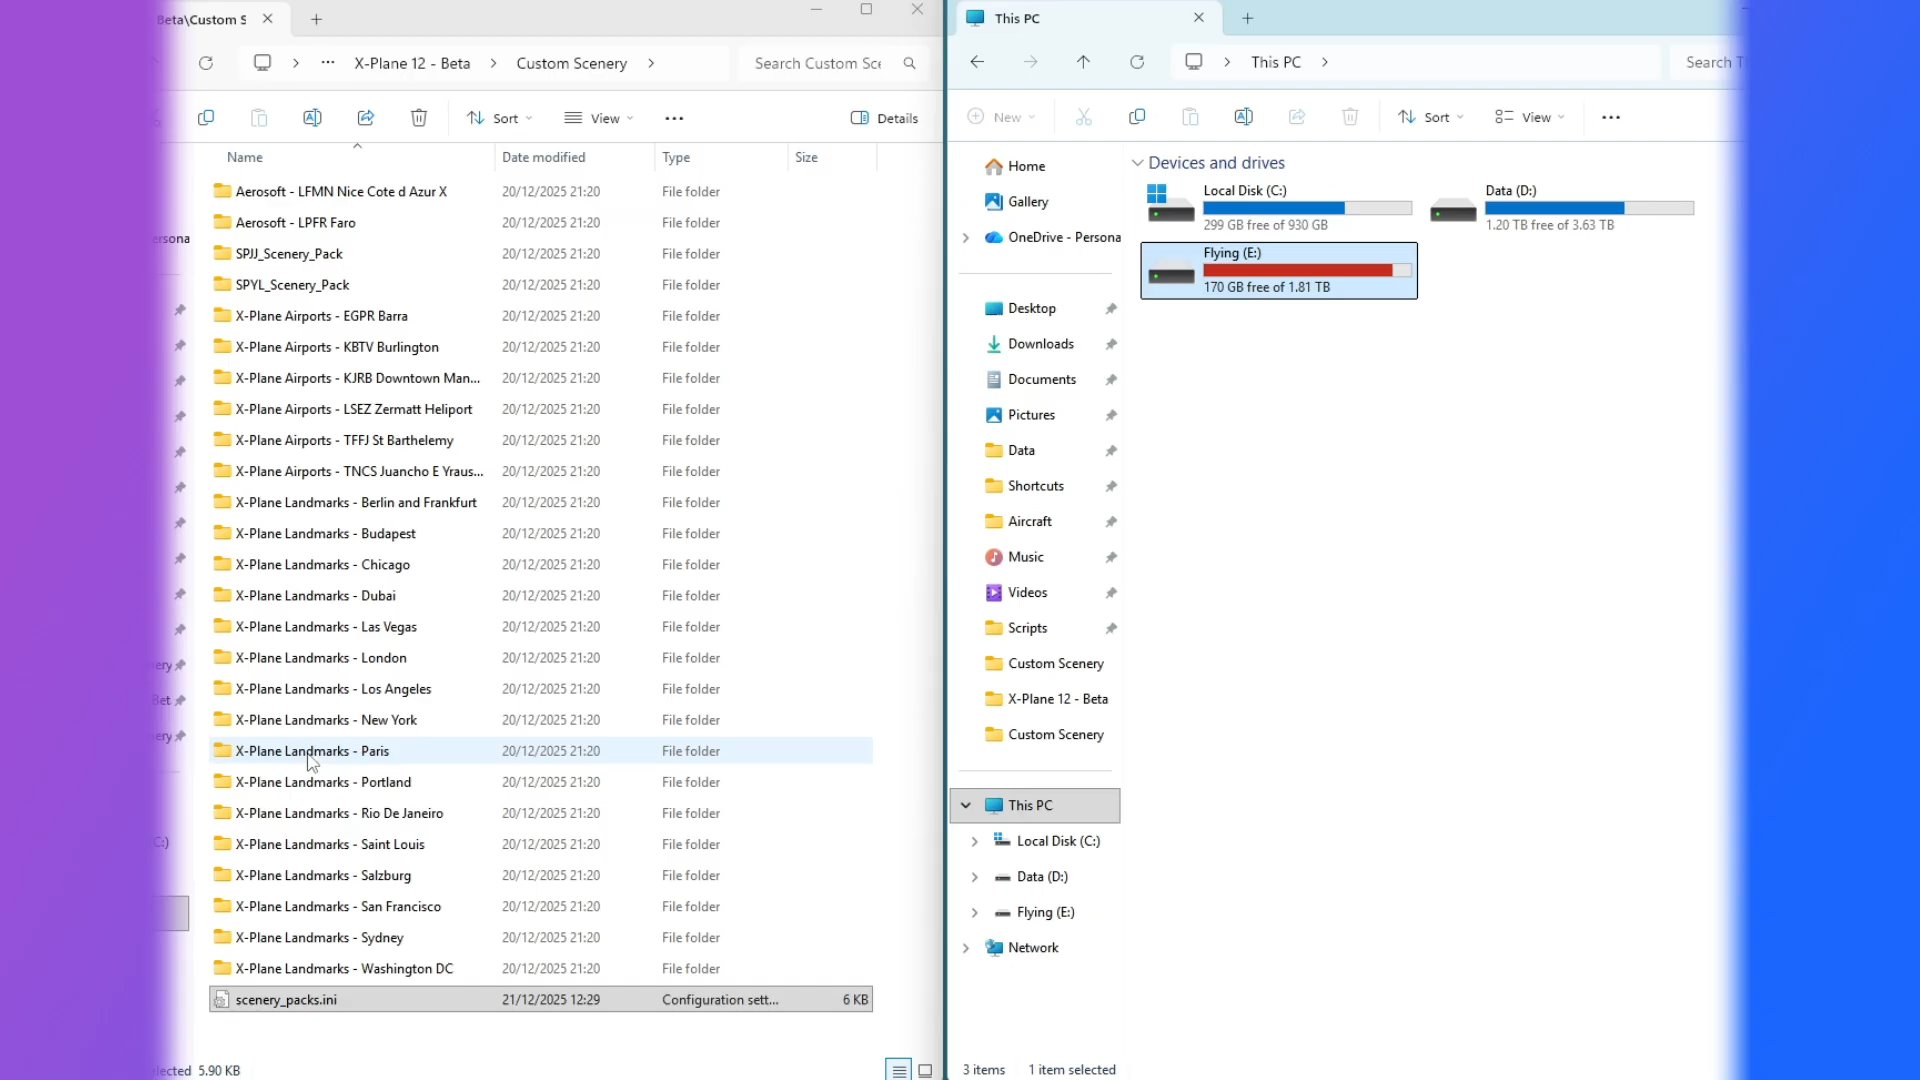 Beta\Custom S
X-Plane 12 - Beta
Custom Scenery
Search Custom Sce
Sort
View
Details
Name
Date modified
Type
Size
Aerosoft - LFMN Nice Cote d Azur X 20/12/2025 21:20 File folder
Aerosoft - LPFR Faro 20/12/2025 21:20 File folder
SPJJ_Scenery_Pack 20/12/2025 21:20 File folder
SPYL_Scenery_Pack 20/12/2025 21:20 File folder
X-Plane Airports - EGPR Barra 20/12/2025 21:20 File folder
X-Plane Airports - KBTV Burlington 20/12/2025 21:20 File folder
X-Plane Airports - KJRB Downtown Man... 20/12/2025 21:20 File folder
X-Plane Airports - LSEZ Zermatt Heliport 20/12/2025 21:20 File folder
X-Plane Airports - TFFJ St Barthelemy 20/12/2025 21:20 File folder
X-Plane Airports - TNCS Juancho E Yraus... 20/12/2025 21:20 File folder
X-Plane Landmarks - Berlin and Frankfurt 20/12/2025 21:20 File folder
X-Plane Landmarks - Budapest 20/12/2025 21:20 File folder
X-Plane Landmarks - Chicago 20/12/2025 21:20 File folder
X-Plane Landmarks - Dubai 20/12/2025 21:20 File folder
X-Plane Landmarks - Las Vegas 20/12/2025 21:20 File folder
X-Plane Landmarks - London 20/12/2025 21:20 File folder
X-Plane Landmarks - Los Angeles 20/12/2025 21:20 File folder
X-Plane Landmarks - New York 20/12/2025 21:20 File folder
X-Plane Landmarks - Paris 20/12/2025 21:20 File folder
X-Plane Landmarks - Portland 20/12/2025 21:20 File folder
X-Plane Landmarks - Rio De Janeiro 20/12/2025 21:20 File folder
X-Plane Landmarks - Saint Louis 20/12/2025 21:20 File folder
X-Plane Landmarks - Salzburg 20/12/2025 21:20 File folder
X-Plane Landmarks - San Francisco 20/12/2025 21:20 File folder
X-Plane Landmarks - Sydney 20/12/2025 21:20 File folder
X-Plane Landmarks - Washington DC 20/12/2025 21:20 File folder
scenery_packs.ini 21/12/2025 12:29 Configuration sett... 6 KB
5.90 KB
This PC
This PC
Search T
New
Sort
View
Home
Gallery
OneDrive - Persona
Desktop
Downloads
Documents
Pictures
Data
Shortcuts
Aircraft
Music
Videos
Scripts
Custom Scenery
X-Plane 12 - Beta
Custom Scenery
This PC
Local Disk (C:)
Data (D:)
Flying (E:)
Network
Devices and drives
Local Disk (C:)
299 GB free of 930 GB
Data (D:)
1.20 TB free of 3.63 TB
Flying (E:)
170 GB free of 1.81 TB
3 items
1 item selected